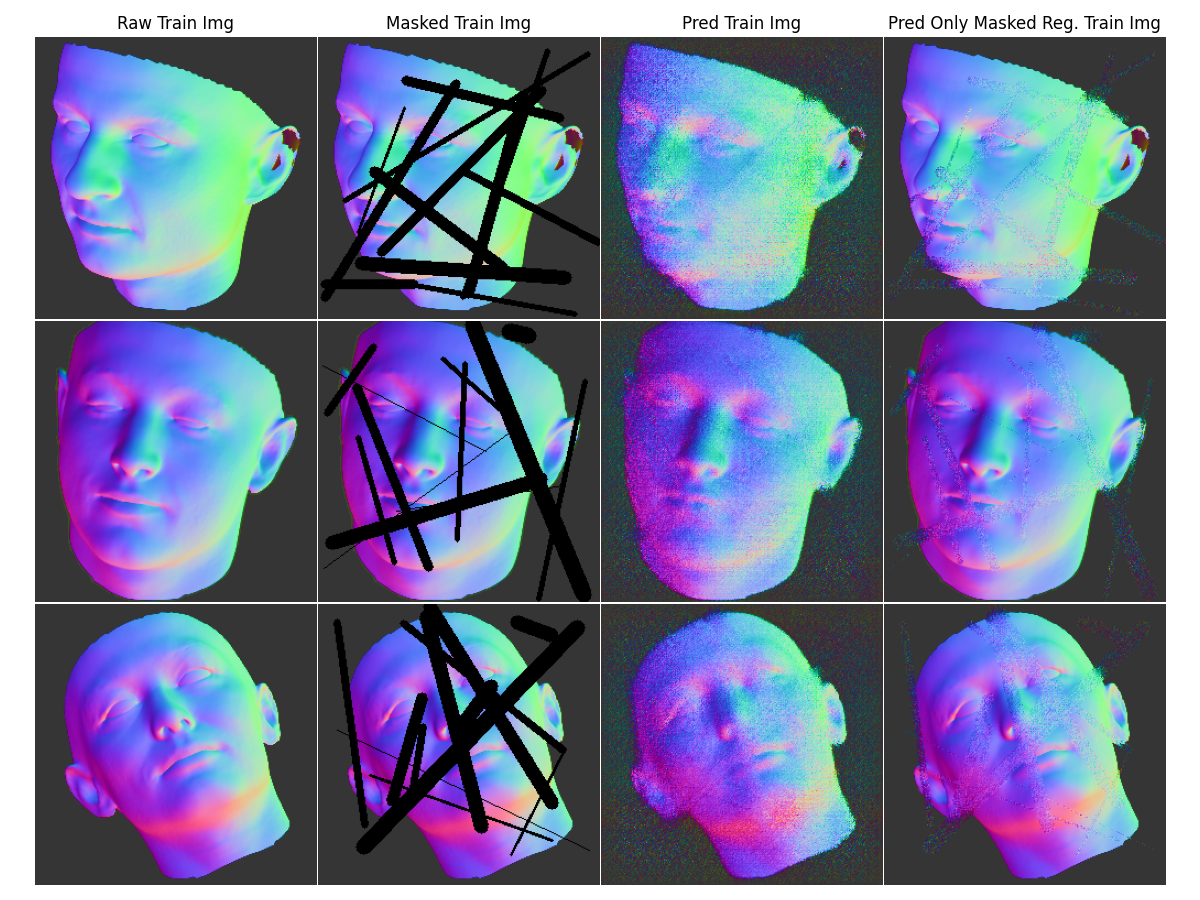 Raw Train Img
Masked Train Img
Pred Train Img
Pred Only Masked Reg. Train Img